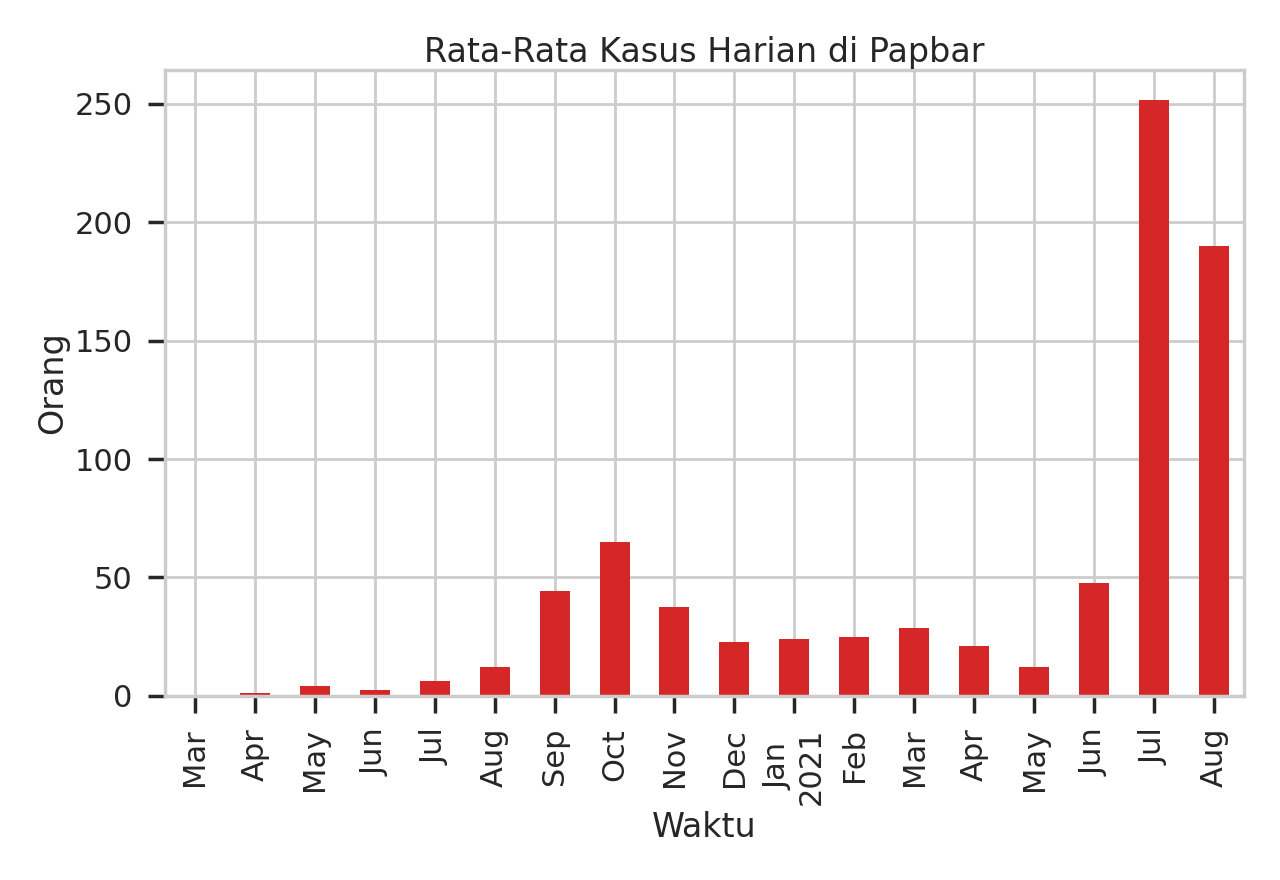 Rata-Rata Kasus Harian di Papbar
Orang
250
200
150
100
50
0
Mar
Apr
May
Jun
Jul
Aug
Sep
Oct
Nov
Dec
Jan
2021
Feb
Mar
Apr
May
Jun
Jul
Aug
Waktu